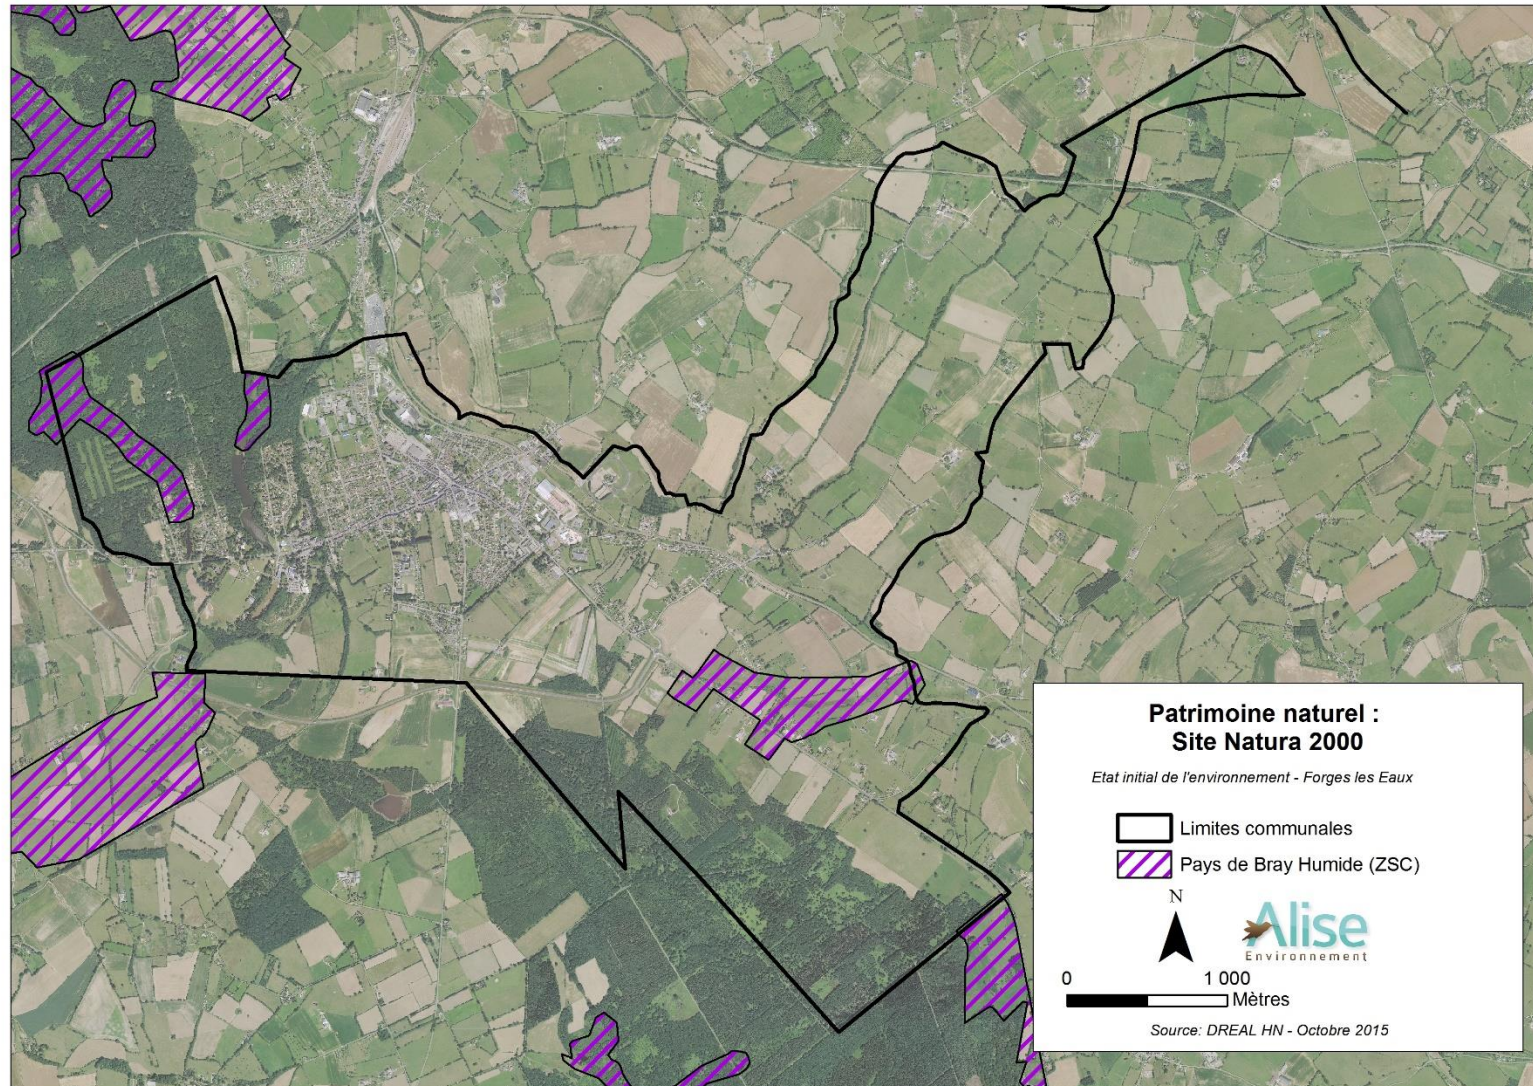 Patrimoine naturel :
Site Natura 2000
Etat initial de l'environnement - Forges les Eaux
Limites communales
Pays de Bray Humide (ZSC)
N
Alise
Environnement
0 1 000
Mètres
Source: DREAL HN - Octobre 2015